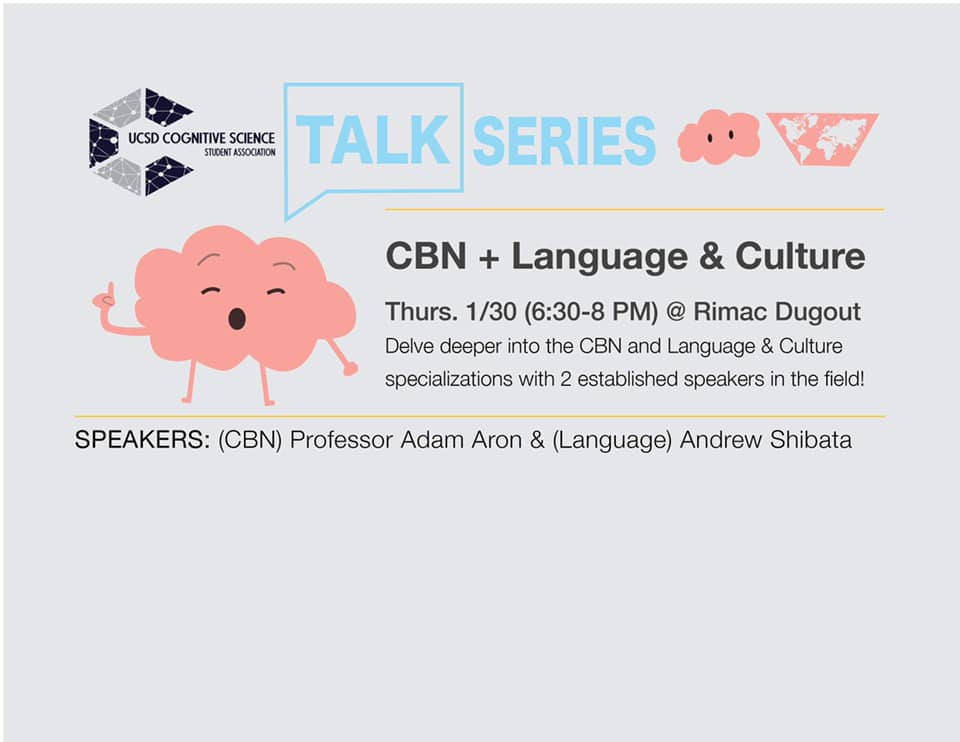 UCSD COGNITIVE SCIENCE
STUDENT ASSOCIATION
TALK SERIES
CBN + Language & Culture
Thurs. 1/30 (6:30-8 PM) @ Rimac Dugout
Delve deeper into the CBN and Language & Culture
specializations with 2 established speakers in the field!
SPEAKERS: (CBN) Professor Adam Aron & (Language) Andrew Shibata